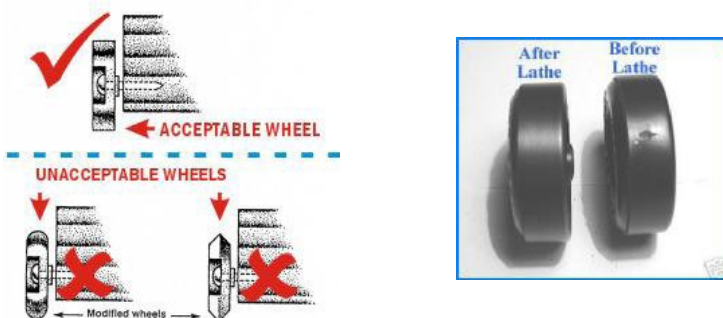 ACCEPTABLE WHEEL
UNACCEPTABLE WHEELS
Modified wheels
After
Lathe
Before
Lathe